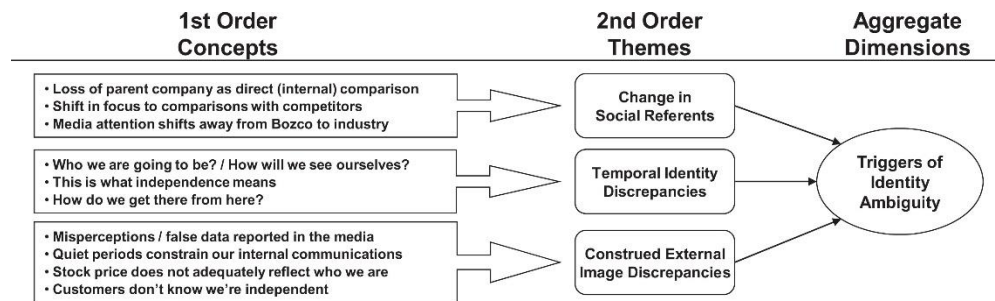 1st Order
Concepts
2nd Order
Themes
Aggregate
Dimensions
• Loss of parent company as direct (internal) comparison
• Shift in focus to comparisons with competitors
• Media attention shifts away from Bozco to industry
Change in
Social Referents
• Who we are going to be? / How will we see ourselves?
• This is what independence means
• How do we get there from here?
Temporal Identity
Discrepancies
Triggers of
Identity
Ambiguity
• Misperceptions / false data reported in the media
• Quiet periods constrain our internal communications
• Stock price does not adequately reflect who we are
• Customers don't know we're independent
Construed External
Image Discrepancies